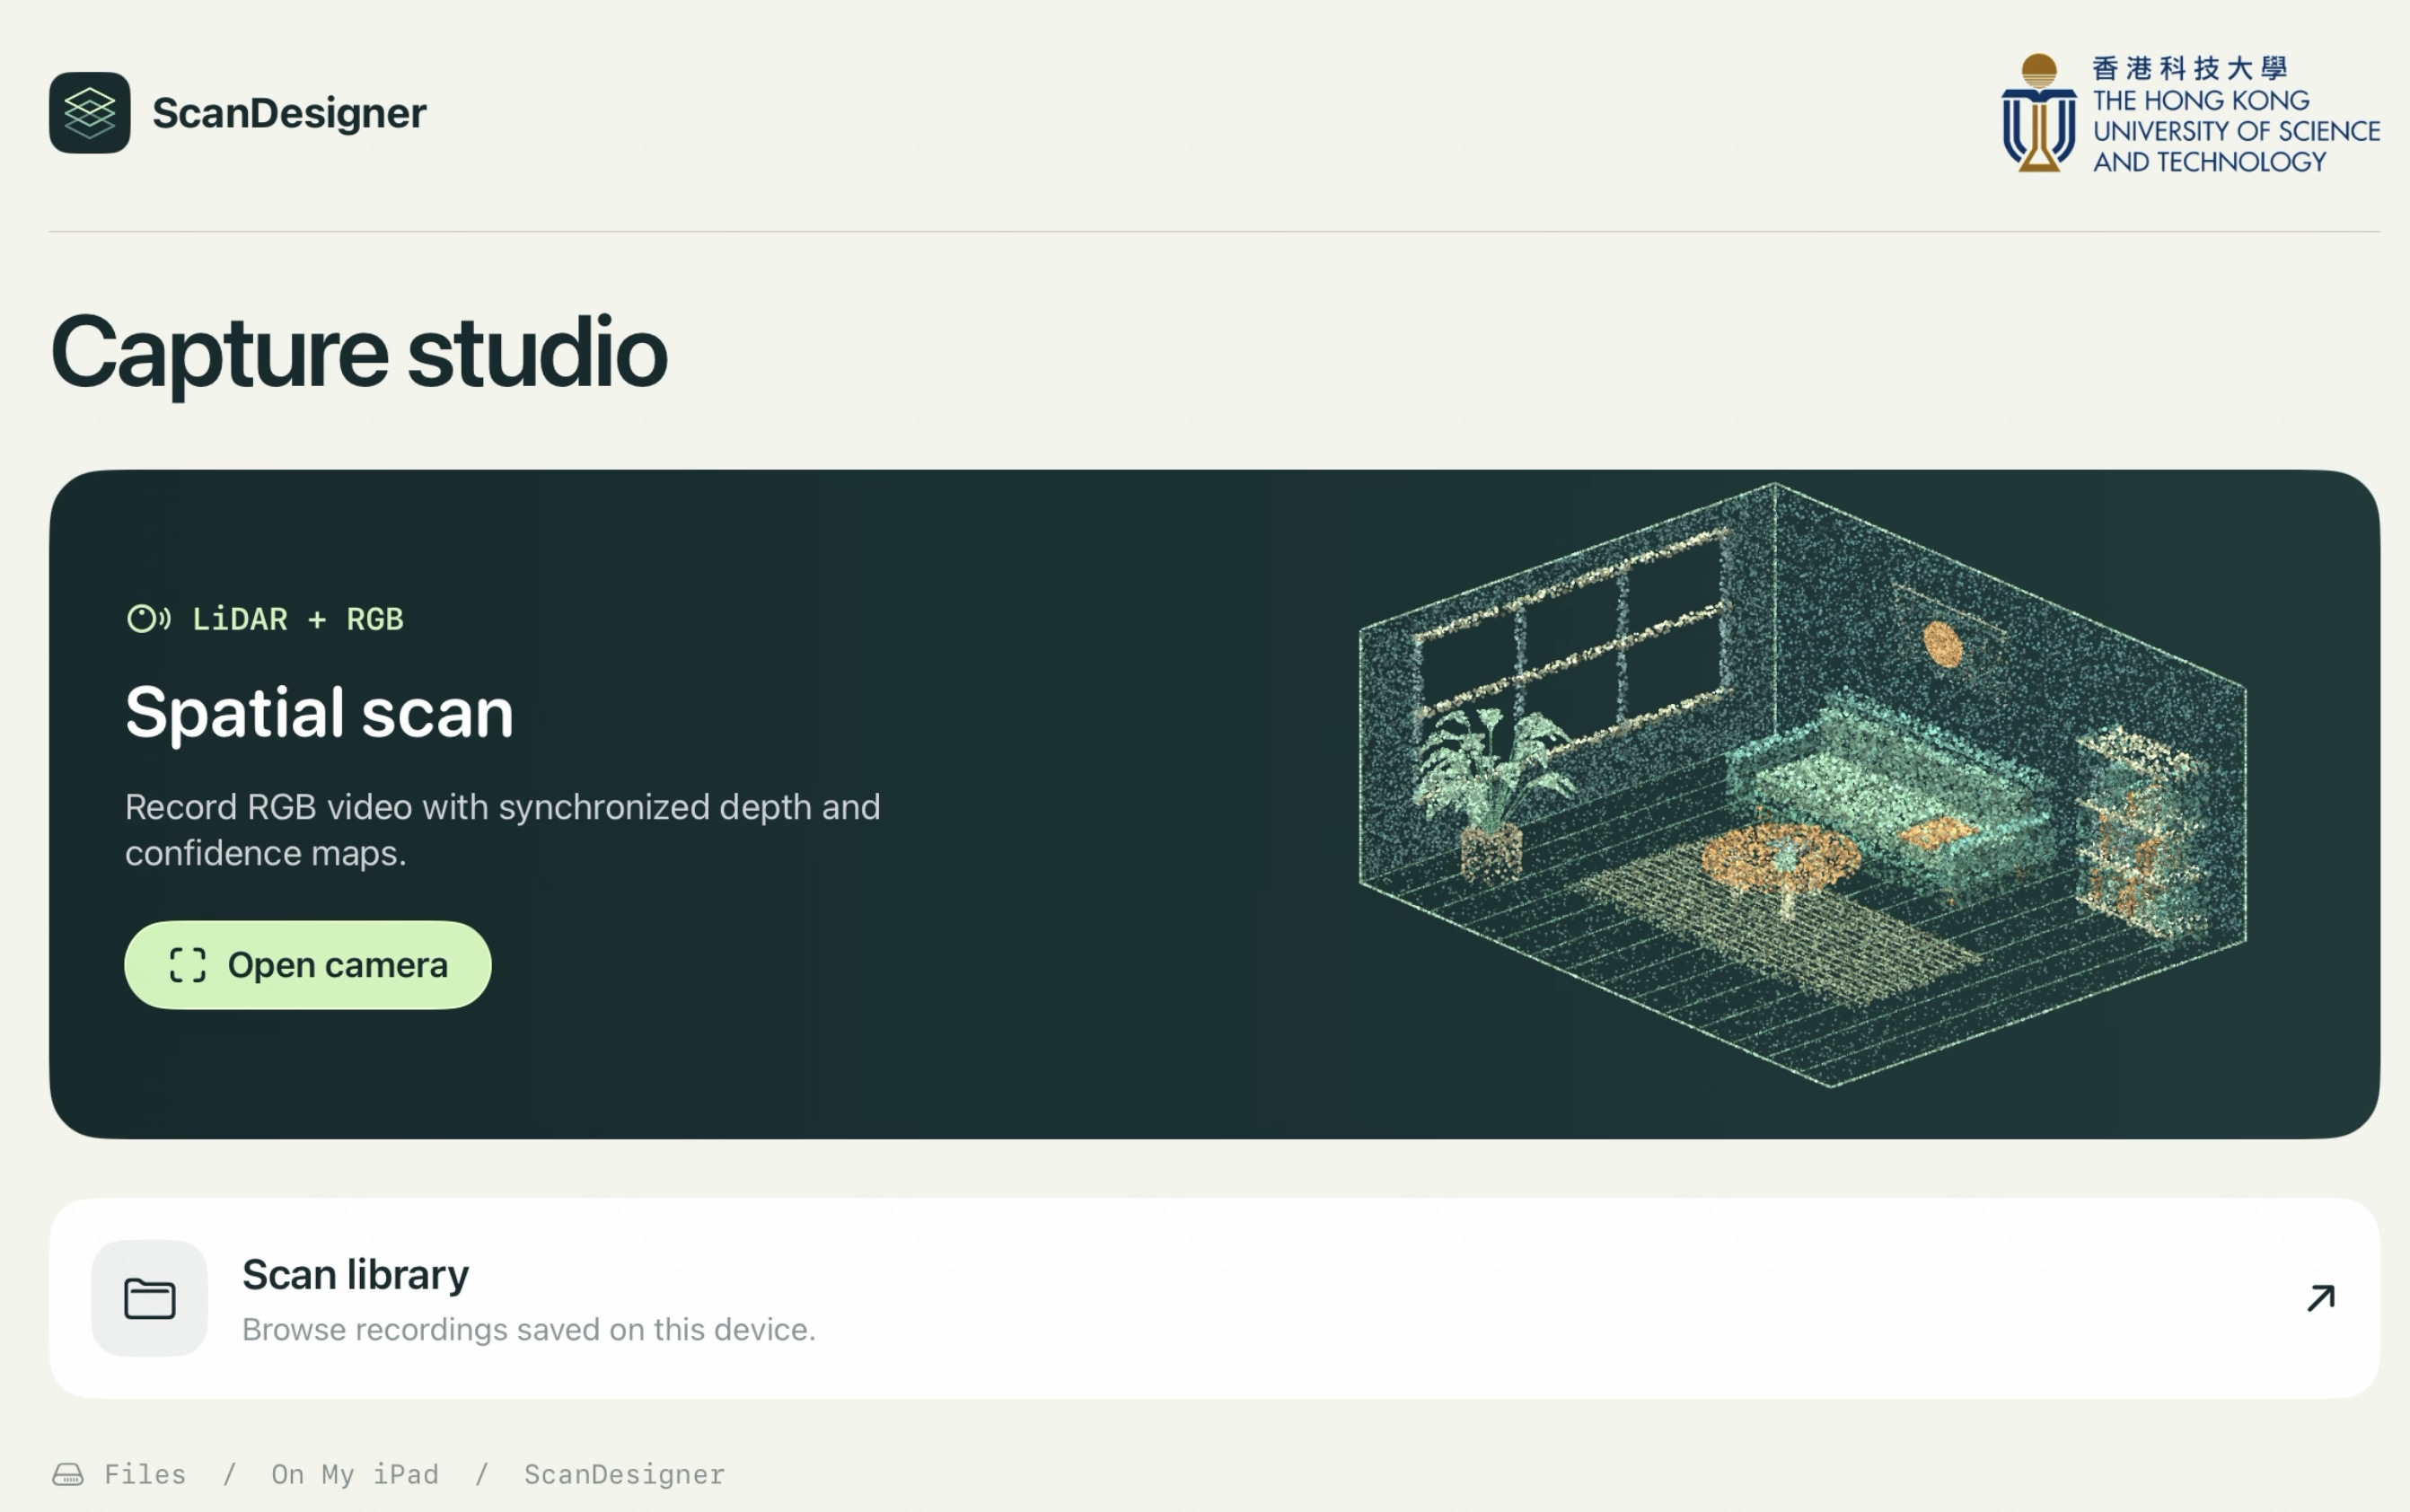 ScanDesigner
香港科技大學
THE HONG KONG
UNIVERSITY OF SCIENCE
AND TECHNOLOGY
Capture studio
LiDAR + RGB
Spatial scan
Record RGB video with synchronized depth and
confidence maps.
Open camera
Scan library
Browse recordings saved on this device.
Files / On My iPad / ScanDesigner